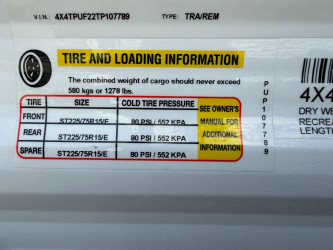 V.I.N.: 4X4TPUF22TP107789 TYPE: TRA/REM
TIRE AND LOADING INFORMATION
The combined weight of cargo should never exceed
580 kgs or 1278 lbs.
TIRE SIZE COLD TIRE PRESSURE SEE OWNER'S
FRONT ST225/75R15/E 80 PSI / 552 KPA MANUAL FOR
REAR ST225/75R15/E 80 PSI / 552 KPA ADDITIONAL
SPARE ST225/75R15/E 80 PSI / 552 KPA INFORMATION
PUP107789
4X4
DRY WE
RECREA
LENGTH